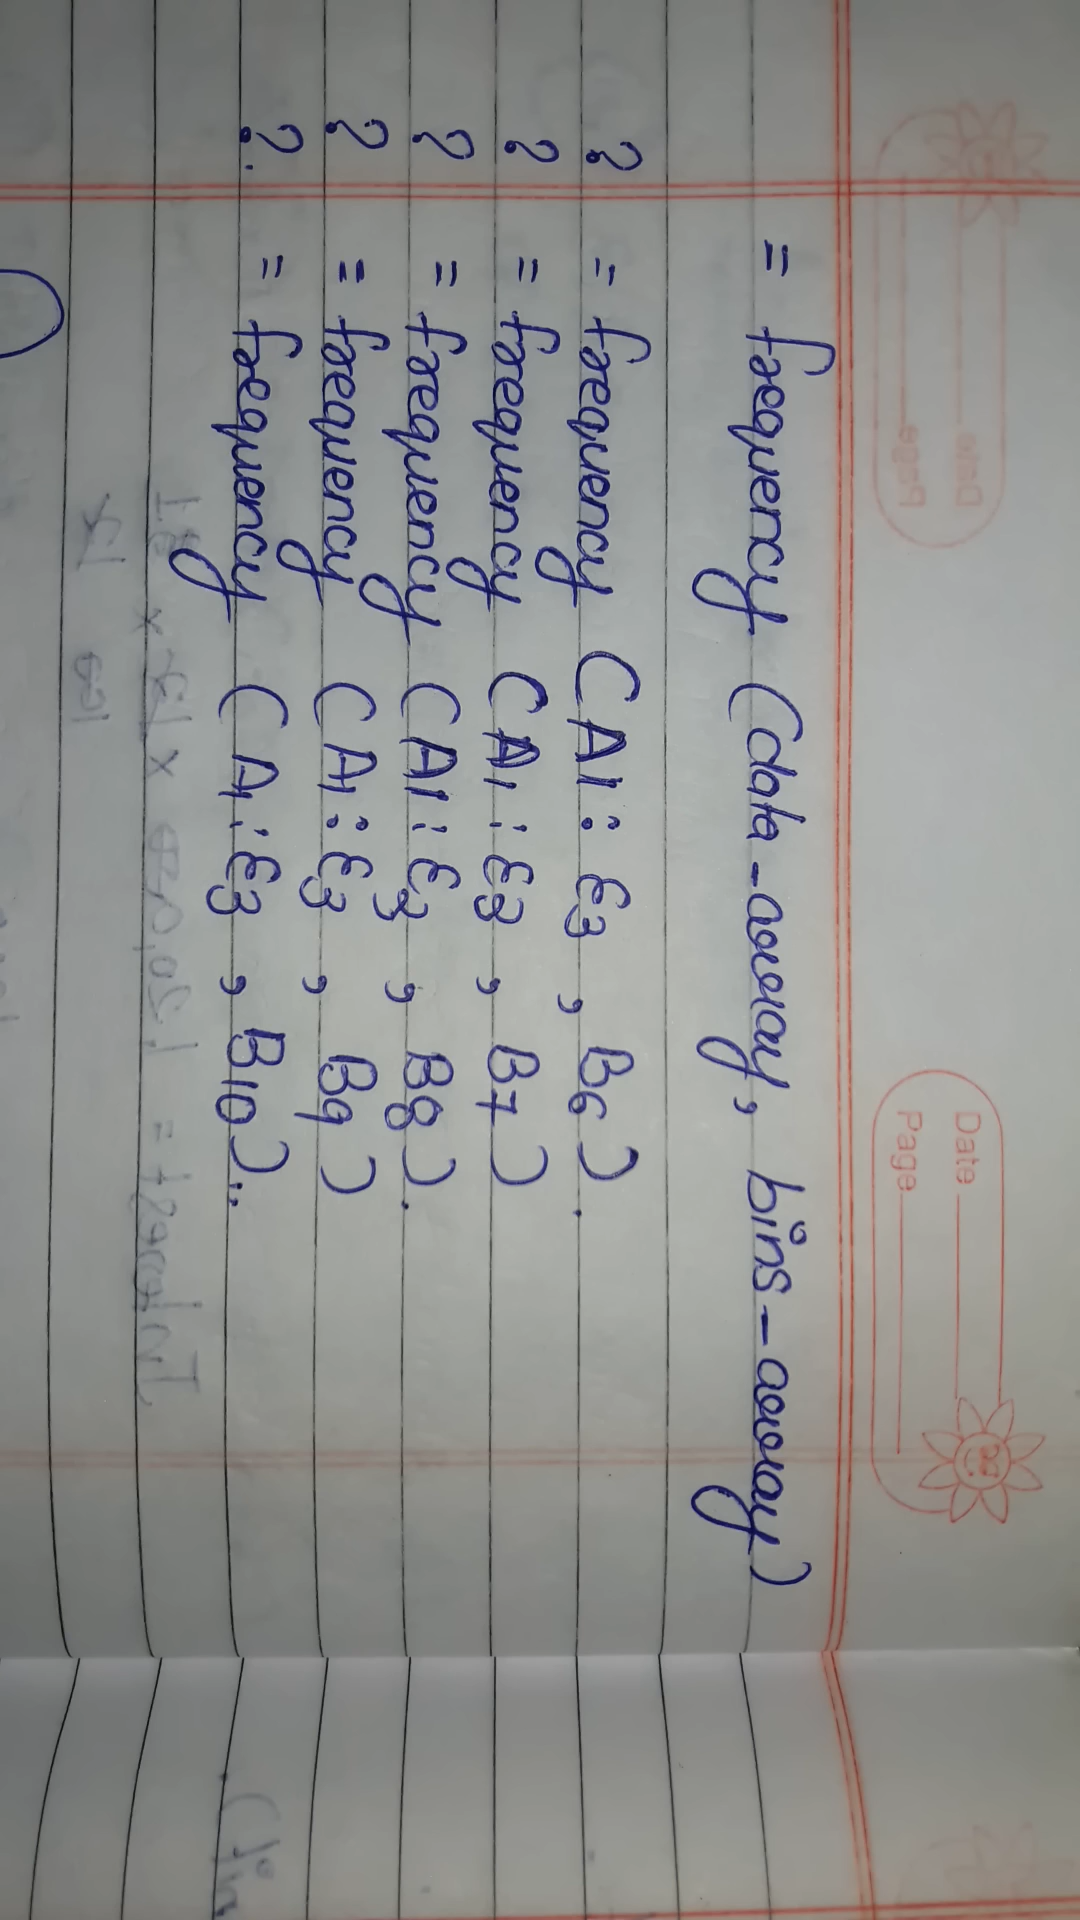 Date
Page
= frequency (data-array, bins-array)
? = frequency (A1 : E3 , B6).
? = frequency (A1 : E3 , B7)
? = frequency (A1 : E3 , B8).
? = frequency (A1 : E3 , B9)
?. = frequency (A1 : E3 , B10)..